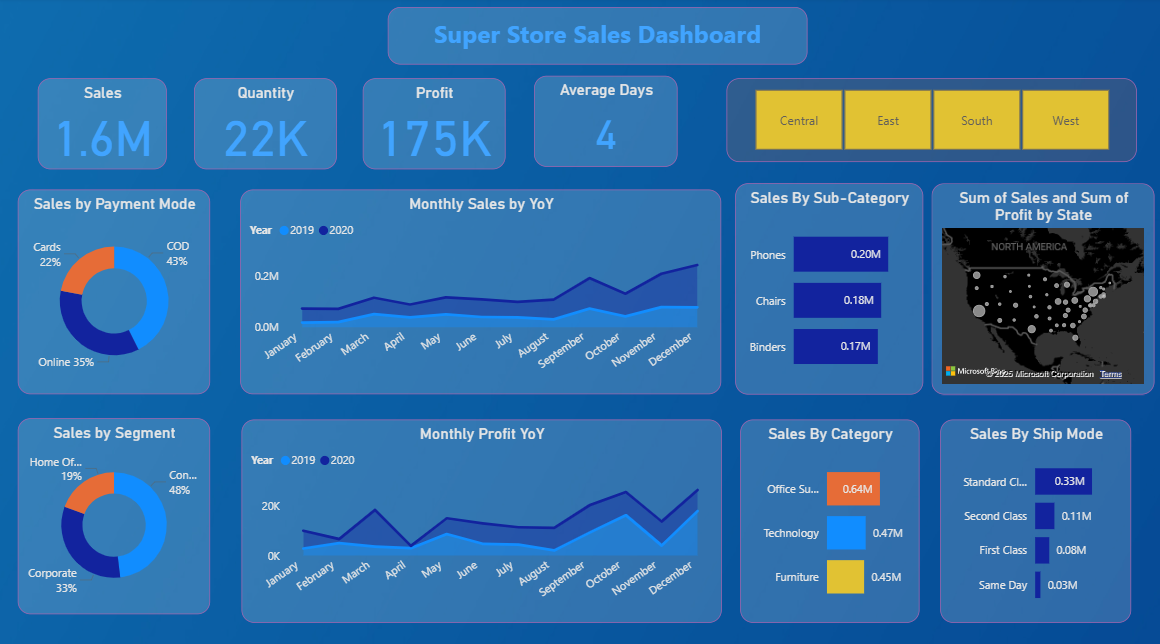 Super Store Sales Dashboard
Sales
1.6M
Quantity
22K
Profit
175K
Average Days
4
Central
East
South
West
Sales by Payment Mode
Cards
22%
COD
43%
Online 35%
Monthly Sales by YoY
Year 2019 2020
0.2M
0.0M
January
February
March
April
May
June
July
August
September
October
November
December
Sales By Sub-Category
Phones 0.20M
Chairs 0.18M
Binders 0.17M
Sum of Sales and Sum of
Profit by State
NORTH AMERICA
© 2025 Microsoft Corporation Terms
Sales by Segment
Home Of...
19%
Con...
48%
Corporate
33%
Monthly Profit YoY
Year 2019 2020
20K
0K
January
February
March
April
May
June
July
August
September
October
November
December
Sales By Category
Office Su... 0.64M
Technology 0.47M
Furniture 0.45M
Sales By Ship Mode
Standard Cl... 0.33M
Second Class 0.11M
First Class 0.08M
Same Day 0.03M